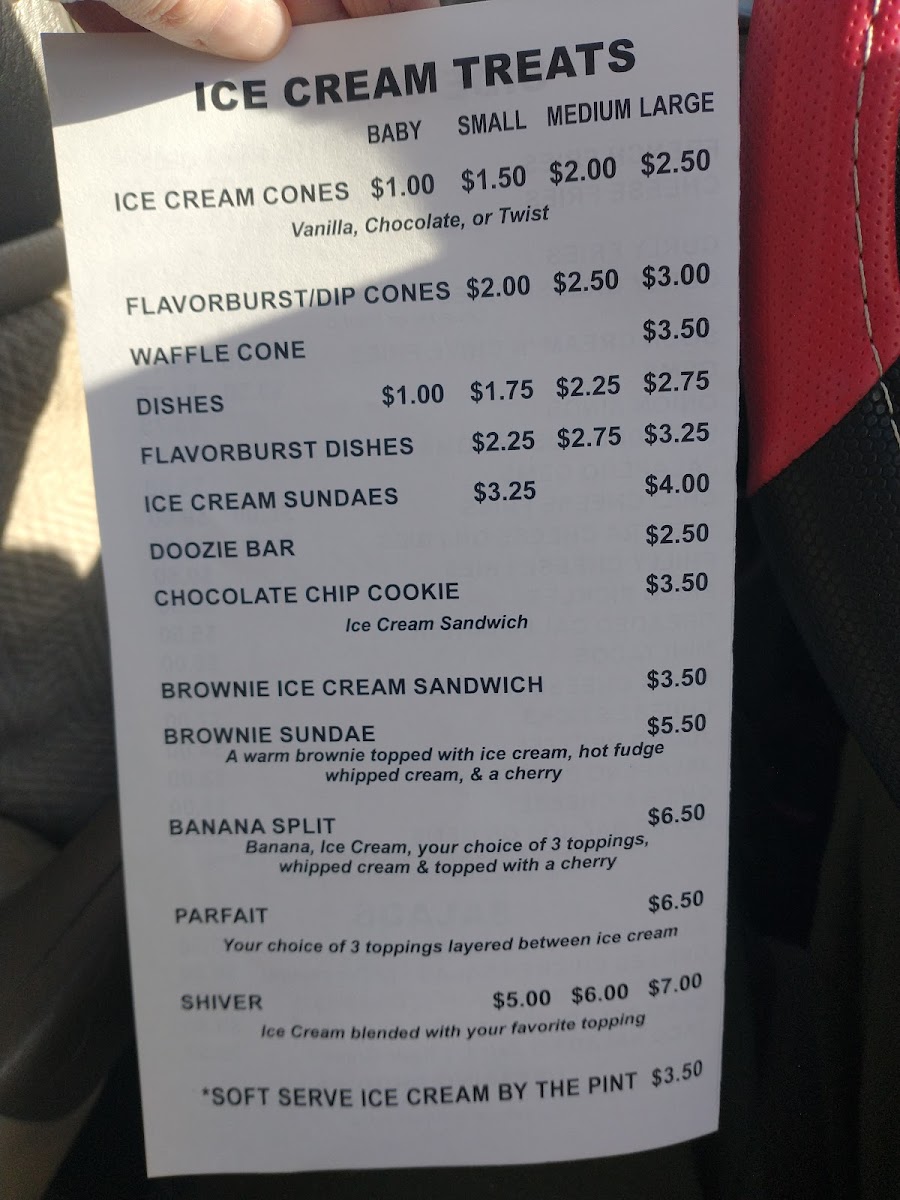 ICE CREAM TREATS
BABY SMALL MEDIUM LARGE
ICE CREAM CONES $1.00 $1.50 $2.00 $2.50
Vanilla, Chocolate, or Twist
FLAVORBURST/DIP CONES $2.00 $2.50 $3.00
WAFFLE CONE $3.50
DISHES $1.00 $1.75 $2.25 $2.75
FLAVORBURST DISHES $2.25 $2.75 $3.25
ICE CREAM SUNDAES $3.25 $4.00
DOOZIE BAR $2.50
CHOCOLATE CHIP COOKIE $3.50
Ice Cream Sandwich
BROWNIE ICE CREAM SANDWICH $3.50
BROWNIE SUNDAE $5.50
A warm brownie topped with ice cream, hot fudge
whipped cream, & a cherry
BANANA SPLIT $6.50
Banana, Ice Cream, your choice of 3 toppings,
whipped cream & topped with a cherry
PARFAIT $6.50
Your choice of 3 toppings layered between ice cream
SHIVER $5.00 $6.00 $7.00
Ice Cream blended with your favorite topping
*SOFT SERVE ICE CREAM BY THE PINT $3.50